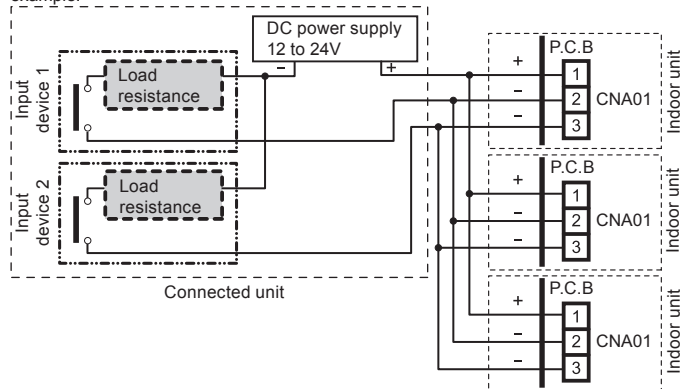 example.
DC power supply
12 to 24V
−
+
Input
device 1
Load
resistance
Input
device 2
Load
resistance
Connected unit
P.C.B
+
−
−
1
2
3
CNA01
Indoor unit
P.C.B
+
−
−
1
2
3
CNA01
Indoor unit
P.C.B
+
−
−
1
2
3
CNA01
Indoor unit